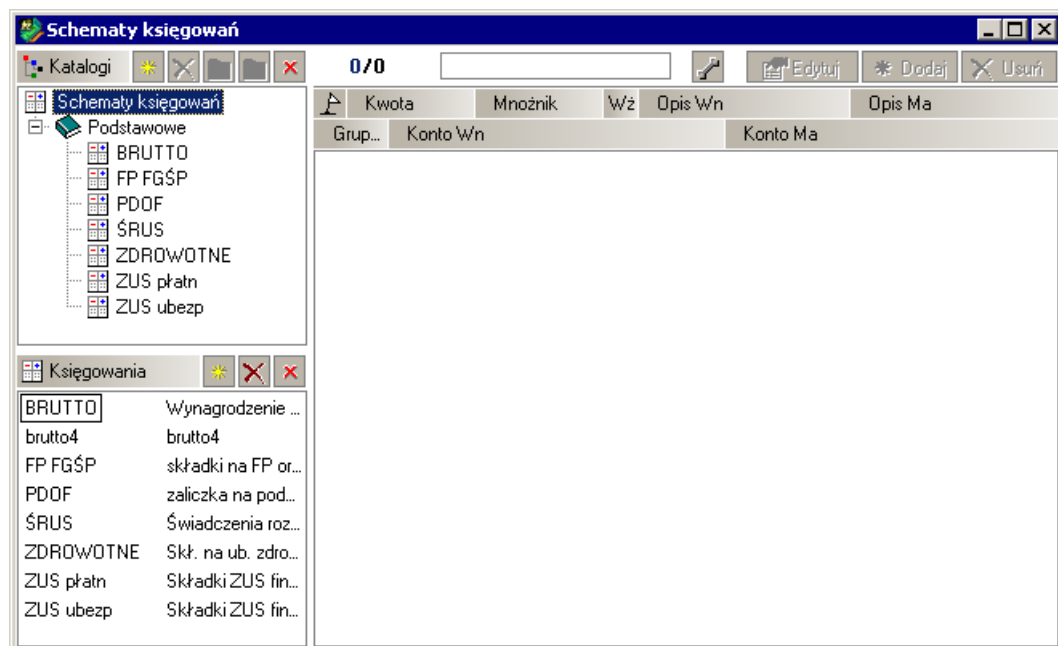 Schematy księgowań
Katalogi
0/0
Edytuj Dodaj Usuń
Schematy księgowań
Podstawowe
BRUTTO
FP FGŚP
PDOF
ŚRUS
ZDROWOTNE
ZUS płatn
ZUS ubezp
Kwota Mnożnik Wż Opis Wn Opis Ma
Grup... Konto Wn Konto Ma
Księgowania
BRUTTO Wynagrodzenie ...
brutto4 brutto4
FP FGŚP składki na FP or...
PDOF zaliczka na pod...
ŚRUS Świadczenia roz...
ZDROWOTNE Skł. na ub. zdro...
ZUS płatn Składki ZUS fin...
ZUS ubezp Składki ZUS fin...